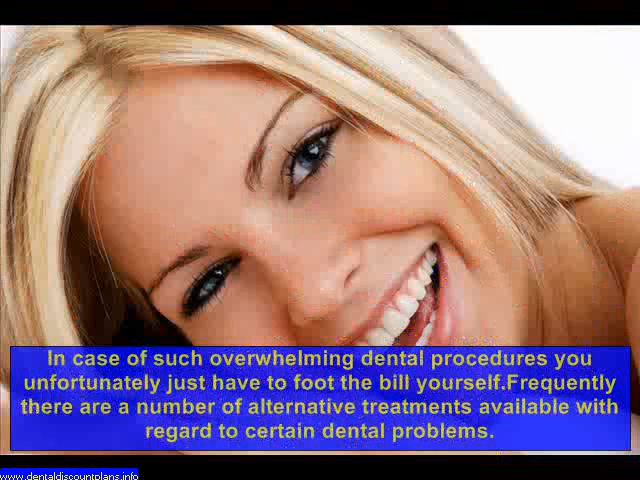 In case of such overwhelming dental procedures you
unfortunately just have to foot the bill yourself.Frequently
there are a number of alternative treatments available with
regard to certain dental problems.
www.dentaldiscountplans.info